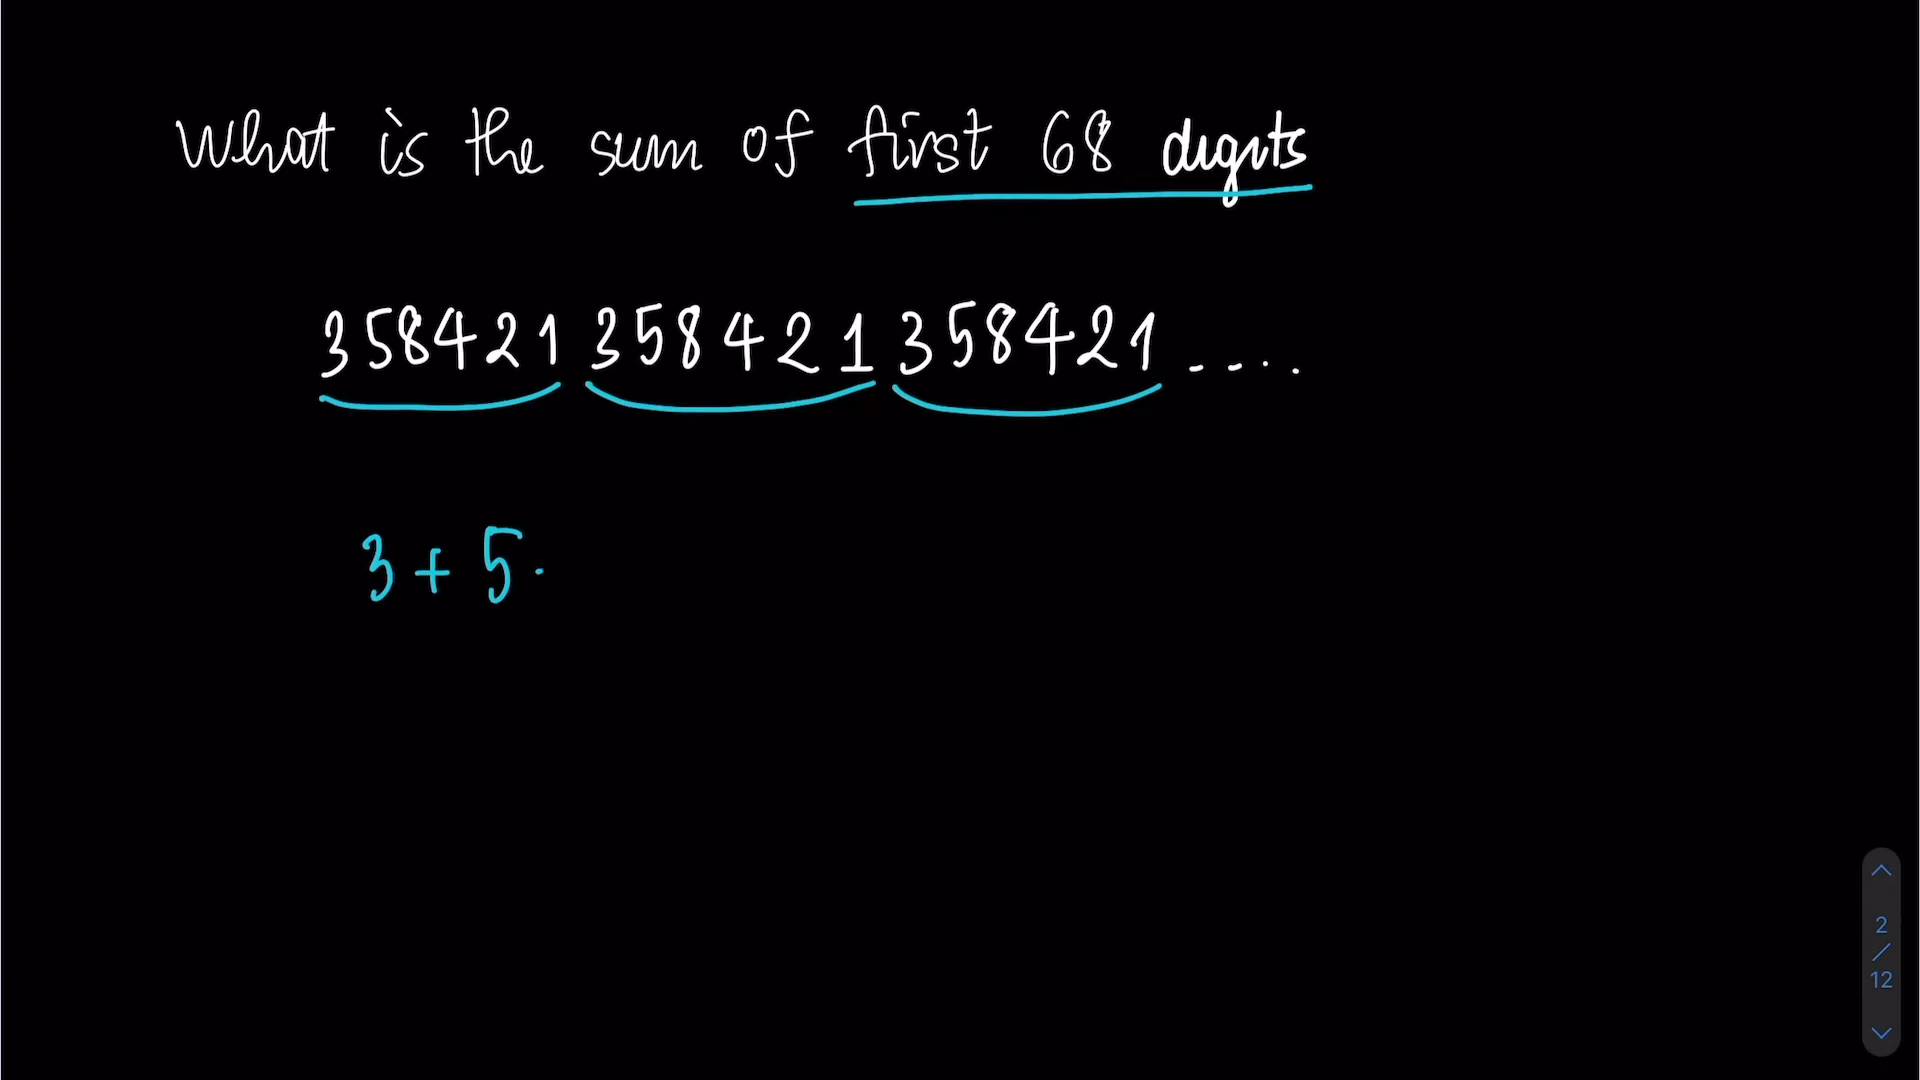 What is the sum of first 68 digits
358421 358421 358421 ....
3 + 5 ·
2
/
12